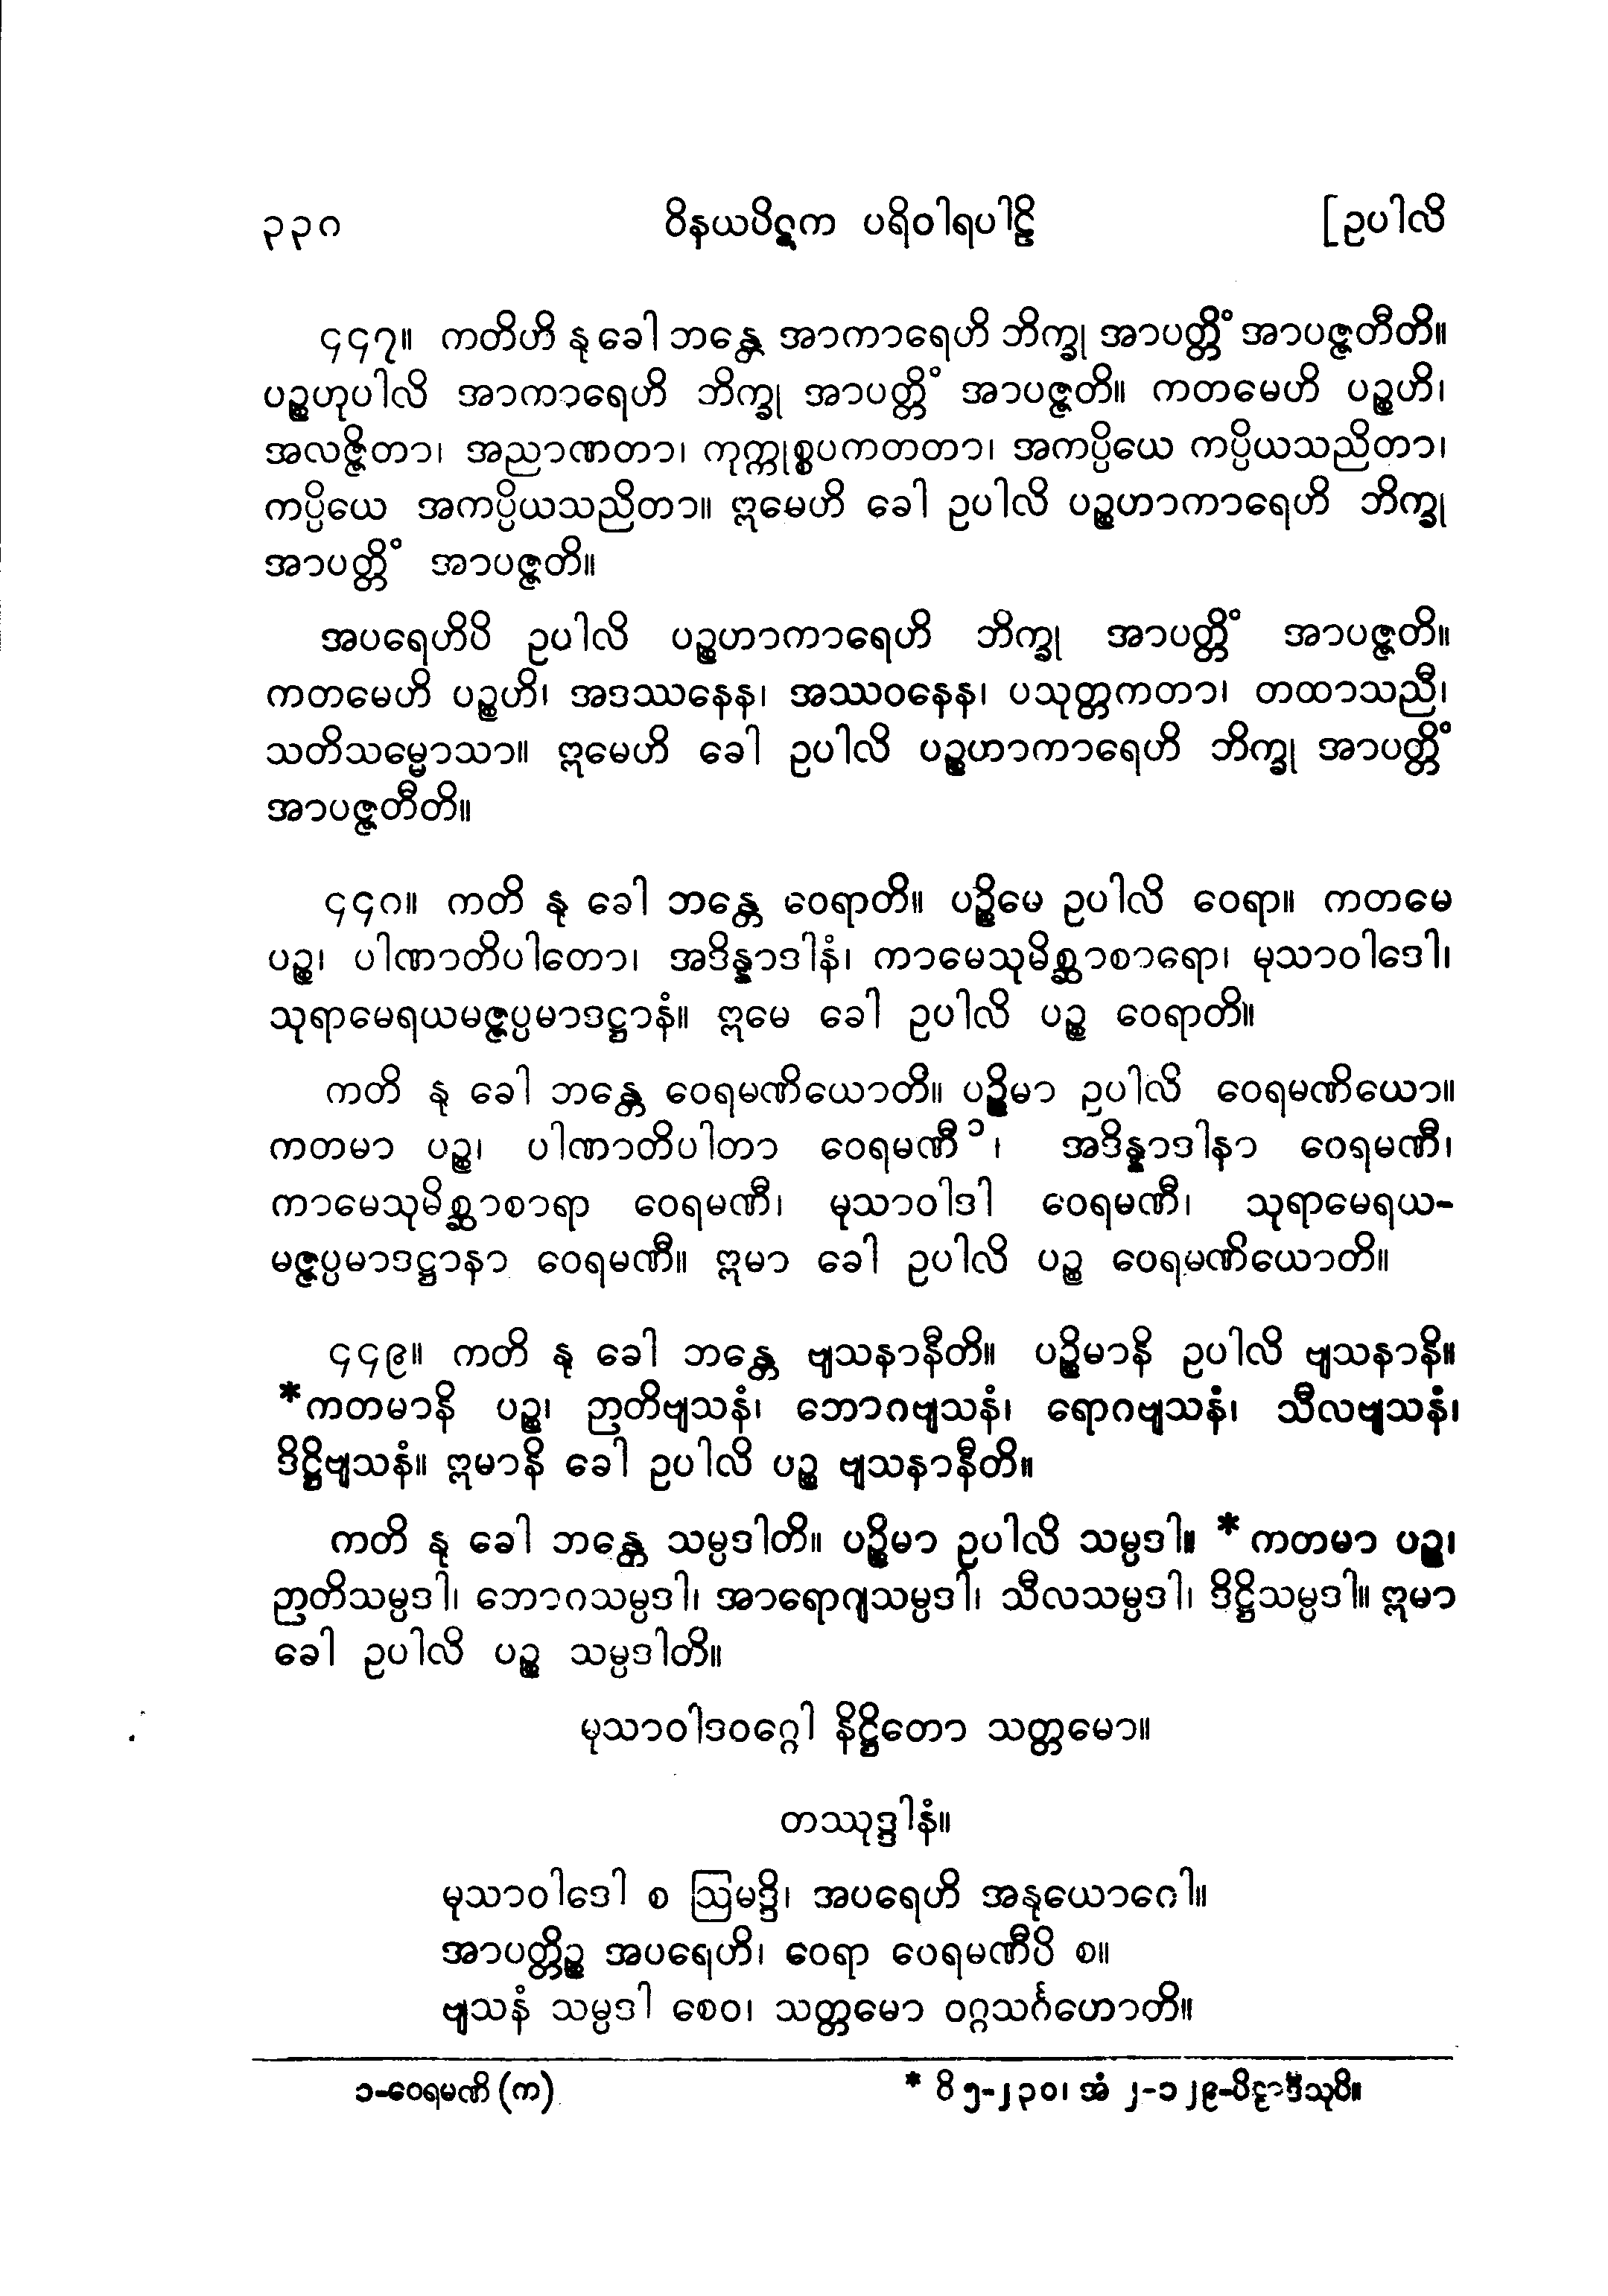 ၃၃၈ ဝိနယပိဋက ပရိဝါရပါဠိ [ဥပါလိ
၄၄၇။ ကတိဟိ နု ခေါ ဘန္တေ အာကာရေဟိ ဘိက္ခု အာပတ္တိံ အာပဇ္ဇတီတိ။
ပဉ္စဟုပါလိ အာကာရေဟိ ဘိက္ခု အာပတ္တိံ အာပဇ္ဇတိ။ ကတမေဟိ ပဉ္စဟိ၊
အလဇ္ဇိတာ၊ အညာဏတာ၊ ကုက္ကုစ္စပကတတာ၊ အကပ္ပိယေ ကပ္ပိယသညိတာ၊
ကပ္ပိယေ အကပ္ပိယသညိတာ။ ဣမေဟိ ခေါ ဥပါလိ ပဉ္စဟာကာရေဟိ ဘိက္ခု
အာပတ္တိံ အာပဇ္ဇတိ။
အပရေဟိပိ ဥပါလိ ပဉ္စဟာကာရေဟိ ဘိက္ခု အာပတ္တိံ အာပဇ္ဇတိ။
ကတမေဟိ ပဉ္စဟိ၊ အဒဿနေန၊ အဿဝနေန၊ ပသုတ္တကတာ၊ တထာသညီ၊
သတိသမ္မောသာ။ ဣမေဟိ ခေါ ဥပါလိ ပဉ္စဟာကာရေဟိ ဘိက္ခု အာပတ္တိံ
အာပဇ္ဇတီတိ။
၄၄၈။ ကတိ နု ခေါ ဘန္တေ ဝေရာတိ။ ပဉ္စိမေ ဥပါလိ ဝေရာ။ ကတမေ
ပဉ္စ၊ ပါဏာတိပါတော၊ အဒိန္နာဒါနံ၊ ကာမေသုမိစ္ဆာစာရော၊ မုသာဝါဒေါ၊
သုရာမေရယမဇ္ဇပ္ပမာဒဋ္ဌာနံ။ ဣမေ ခေါ ဥပါလိ ပဉ္စ ဝေရာတိ။
ကတိ နု ခေါ ဘန္တေ ဝေရမဏိယောတိ။ ပဉ္စိမာ ဥပါလိ ဝေရမဏိယော။
ကတမာ ပဉ္စ၊ ပါဏာတိပါတာ ဝေရမဏီ ၁၊ အဒိန္နာဒါနာ ဝေရမဏီ၊
ကာမေသုမိစ္ဆာစာရာ ဝေရမဏီ၊ မုသာဝါဒါ ဝေရမဏီ၊ သုရာမေရယ-
မဇ္ဇပ္ပမာဒဋ္ဌာနာ ဝေရမဏီ။ ဣမာ ခေါ ဥပါလိ ပဉ္စ ဝေရမဏိယောတိ။
၄၄၉။ ကတိ နု ခေါ ဘန္တေ ဗျသနာနီတိ။ ပဉ္စိမာနိ ဥပါလိ ဗျသနာနိ။
*ကတမာနိ ပဉ္စ၊ ဉာတိဗျသနံ၊ ဘောဂဗျသနံ၊ ရောဂဗျသနံ၊ သီလဗျသနံ၊
ဒိဋ္ဌိဗျသနံ။ ဣမာနိ ခေါ ဥပါလိ ပဉ္စ ဗျသနာနီတိ။
ကတိ နု ခေါ ဘန္တေ သမ္ပဒါတိ။ ပဉ္စိမာ ဥပါလိ သမ္ပဒါ။ * ကတမာ ပဉ္စ၊
ဉာတိသမ္ပဒါ၊ ဘောဂသမ္ပဒါ၊ အာရောဂျသမ္ပဒါ၊ သီလသမ္ပဒါ၊ ဒိဋ္ဌိသမ္ပဒါ။ ဣမာ
ခေါ ဥပါလိ ပဉ္စ သမ္ပဒါတိ။
မုသာဝါဒဝဂ္ဂေါ နိဋ္ဌိတော သတ္တမော။
တဿုဒ္ဒါနံ။
မုသာဝါဒေါ စ ဩမဒ္ဒိ၊ အပရေဟိ အနုယောဂေါ။
အာပတ္တိဉ္စ အပရေဟိ၊ ဝေရာ ဝေရမဏီပိ စ။
ဗျသနံ သမ္ပဒါ စေဝ၊ သတ္တမော ဝဂ္ဂသင်္ဂဟောတိ။
၁-ဝေရမဏိ (က) * ဝိ ၅-၂၃၀၊ အံ ၂-၁၂၉-ပိဋ္ဌာဒီသုပိ။